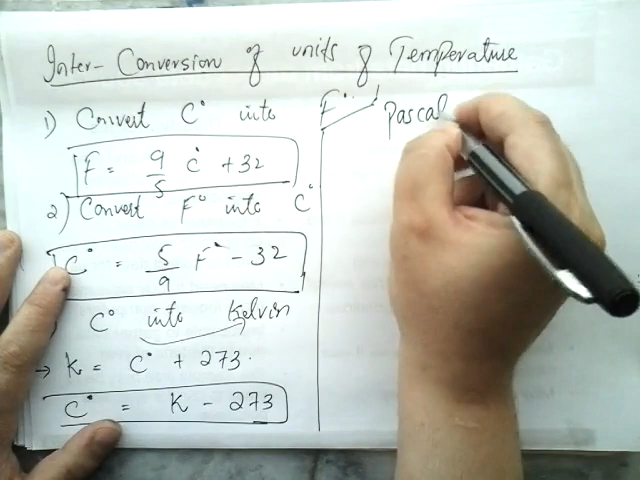 Inter-Conversion of units of Temperature
1) Convert C° into F°
F = 9/5 C° + 32
2) Convert F° into C°
C° = 5/9 F° - 32
C° into Kelvin
→ K = C° + 273.
C° = K - 273
Pascal